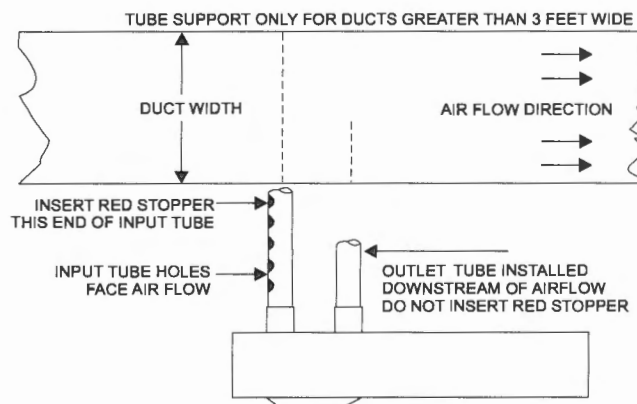 TUBE SUPPORT ONLY FOR DUCTS GREATER THAN 3 FEET WIDE
DUCT WIDTH
AIR FLOW DIRECTION
INSERT RED STOPPER
THIS END OF INPUT TUBE
INPUT TUBE HOLES
FACE AIR FLOW
OUTLET TUBE INSTALLED
DOWNSTREAM OF AIRFLOW
DO NOT INSERT RED STOPPER